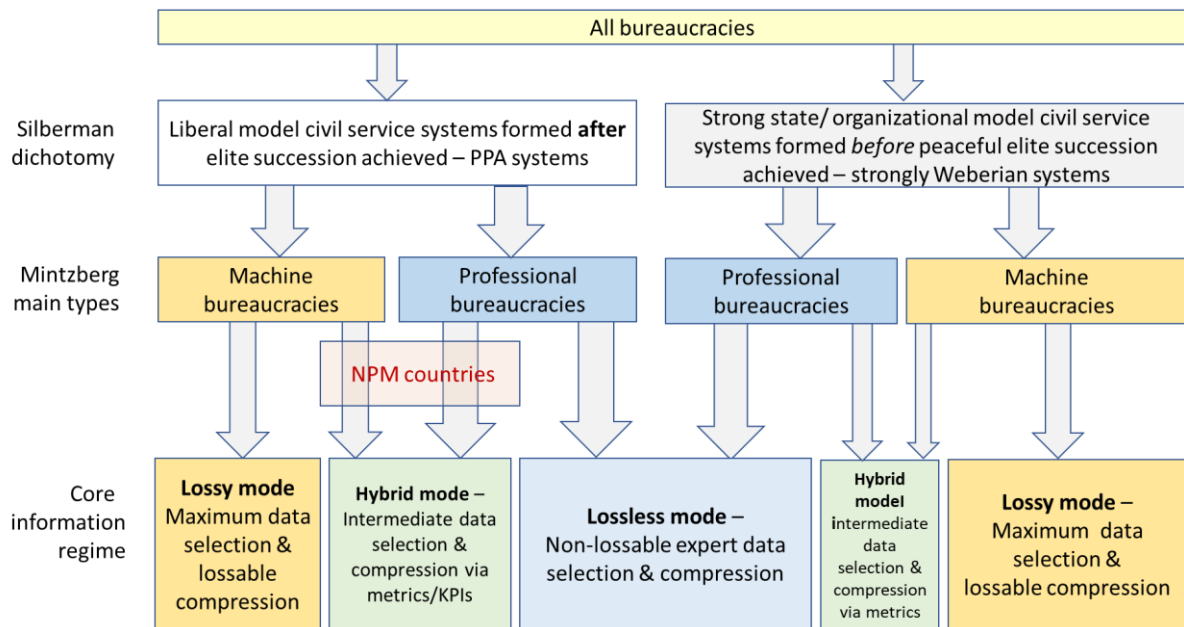 All bureaucracies
Silberman
dichotomy
Liberal model civil service systems formed after
elite succession achieved – PPA systems
Strong state/ organizational model civil service
systems formed before peaceful elite succession
achieved – strongly Weberian systems
Mintzberg
main types
Machine
bureaucracies
Professional
bureaucracies
Professional
bureaucracies
Machine
bureaucracies
NPM countries
Core
information
regime
Lossy mode
Maximum data
selection &
lossable
compression
Hybrid mode –
Intermediate data
selection &
compression via
metrics/KPIs
Lossless mode –
Non-lossable expert data
selection & compression
Hybrid
modeI
intermediate
data
selection &
compression
via metrics
Lossy mode –
Maximum data
selection &
lossable compression